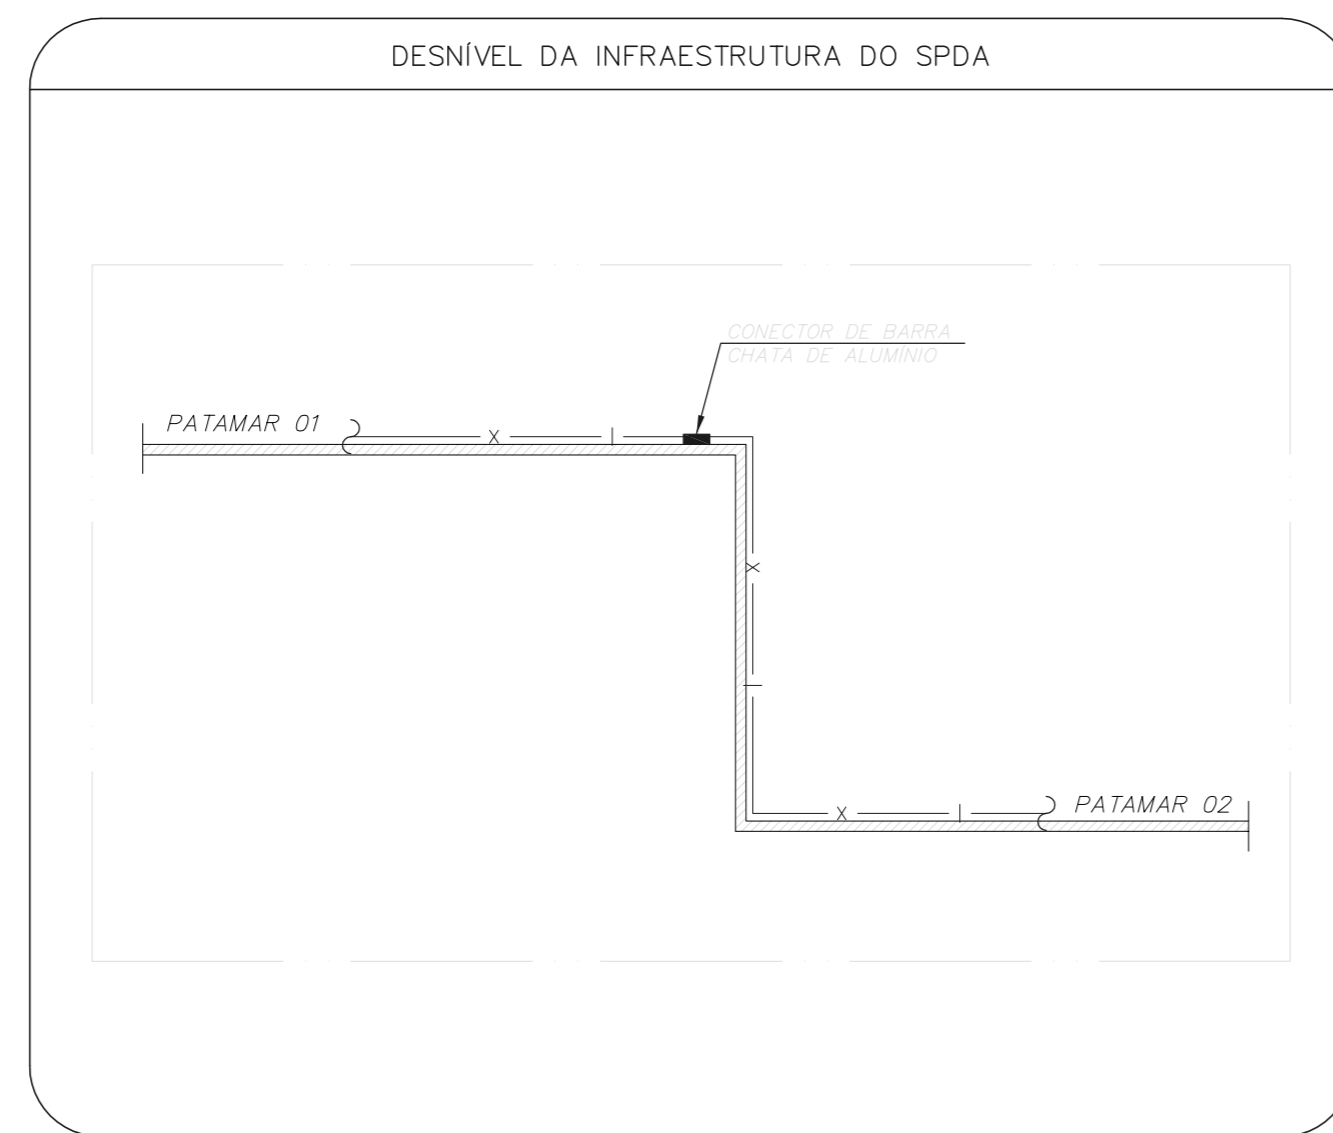 DESNÍVEL DA INFRAESTRUTURA DO SPDA
CONECTOR DE BARRA
CHATA DE ALUMÍNIO
PATAMAR 01
X
X
X
PATAMAR 02